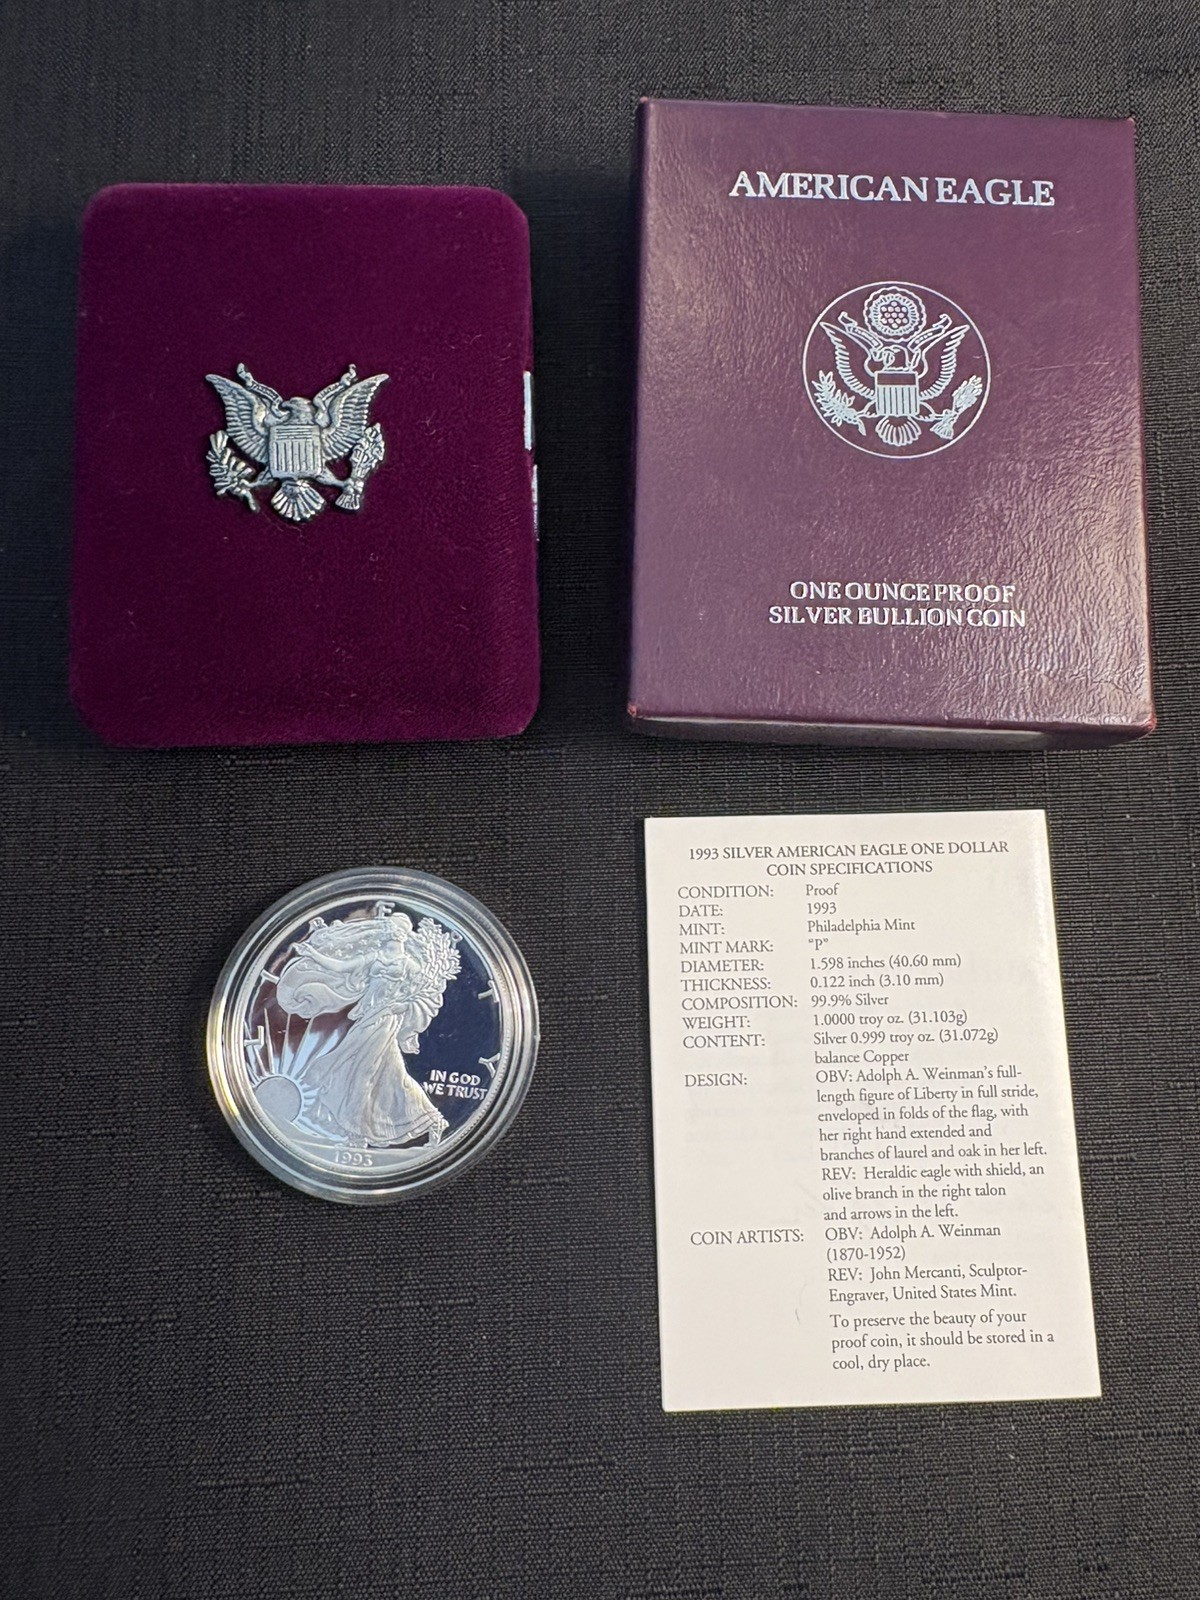 AMERICAN EAGLE
ONE OUNCE PROOF
SILVER BULLION COIN
LIBERTY
IN GOD
WE TRUST
1993
1993 SILVER AMERICAN EAGLE ONE DOLLAR
COIN SPECIFICATIONS
CONDITION: Proof
DATE: 1993
MINT: Philadelphia Mint
MINT MARK: “P”
DIAMETER: 1.598 inches (40.60 mm)
THICKNESS: 0.122 inch (3.10 mm)
COMPOSITION: 99.9% Silver
WEIGHT: 1.0000 troy oz. (31.103g)
CONTENT: Silver 0.999 troy oz. (31.072g)
balance Copper
DESIGN: OBV: Adolph A. Weinman’s full-
length figure of Liberty in full stride,
enveloped in folds of the flag, with
her right hand extended and
branches of laurel and oak in her left.
REV: Heraldic eagle with shield, an
olive branch in the right talon
and arrows in the left.
COIN ARTISTS: OBV: Adolph A. Weinman
(1870-1952)
REV: John Mercanti, Sculptor-
Engraver, United States Mint.
To preserve the beauty of your
proof coin, it should be stored in a
cool, dry place.